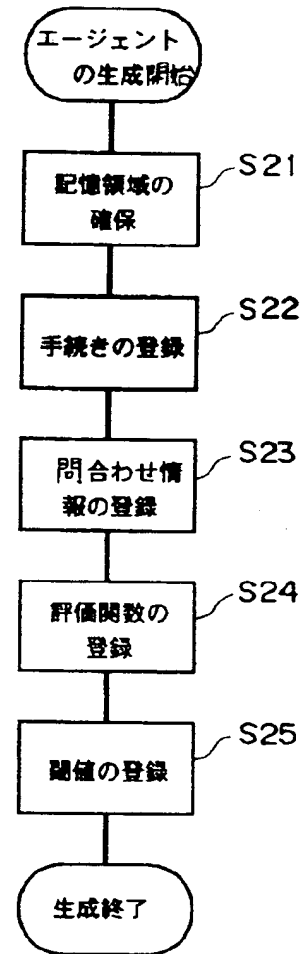 エージェント
の生成開始
記憶領域の
確保
S21
手続きの登録
S22
問合わせ情
報の登録
S23
評価関数の
登録
S24
閾値の登録
S25
生成終了